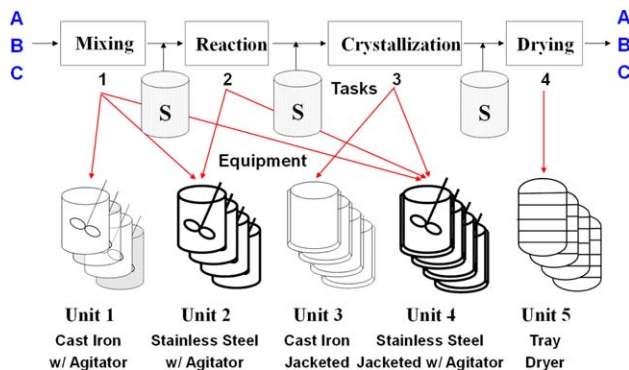 A A
B Mixing Reaction Crystallization Drying B
C C
1 2 Tasks 3 4
S S S
Equipment
Unit 1 Unit 2 Unit 3 Unit 4 Unit 5
Cast Iron Stainless Steel Cast Iron Stainless Steel Tray
w/ Agitator w/ Agitator Jacketed Jacketed w/ Agitator Dryer